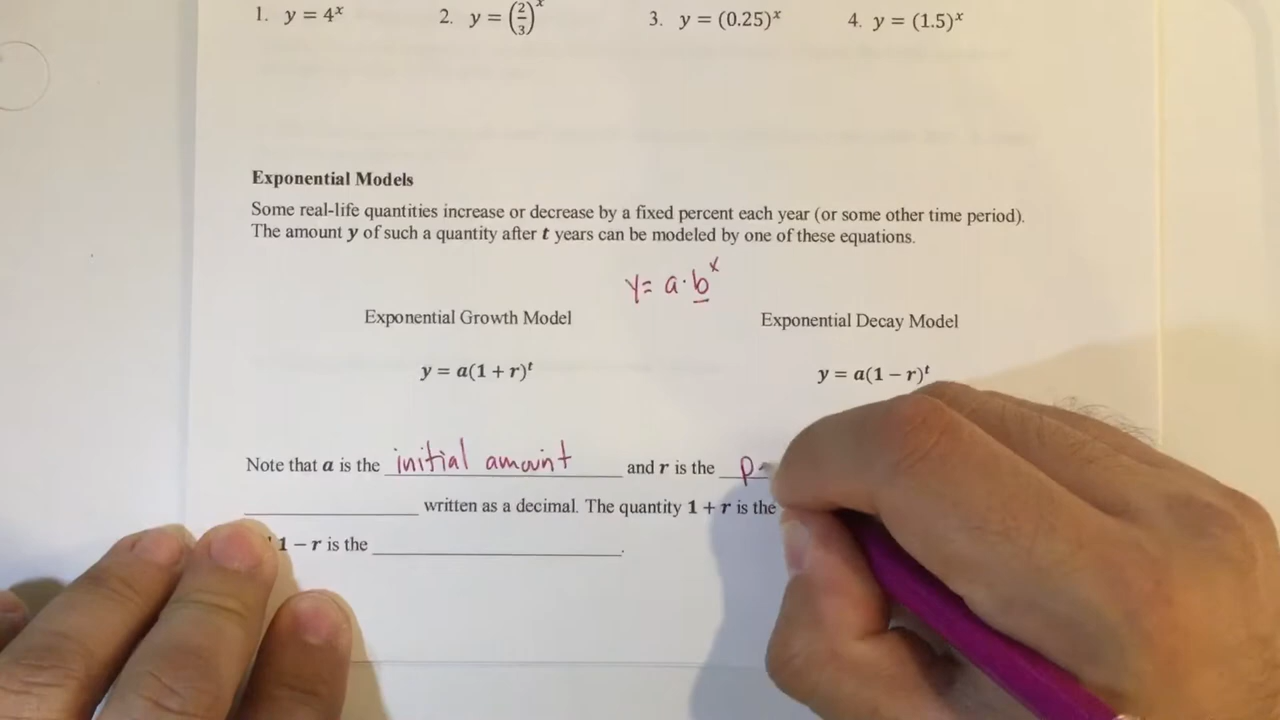 1. y = 4ˣ 2. y = (2/3)ˣ 3. y = (0.25)ˣ 4. y = (1.5)ˣ
Exponential Models
Some real-life quantities increase or decrease by a fixed percent each year (or some other time period).
The amount y of such a quantity after t years can be modeled by one of these equations.
y = a·bˣ
Exponential Growth Model Exponential Decay Model
y = a(1 + r)ᵗ y = a(1 − r)ᵗ
Note that a is the initial amount and r is the
written as a decimal. The quantity 1 + r is the
1 − r is the .